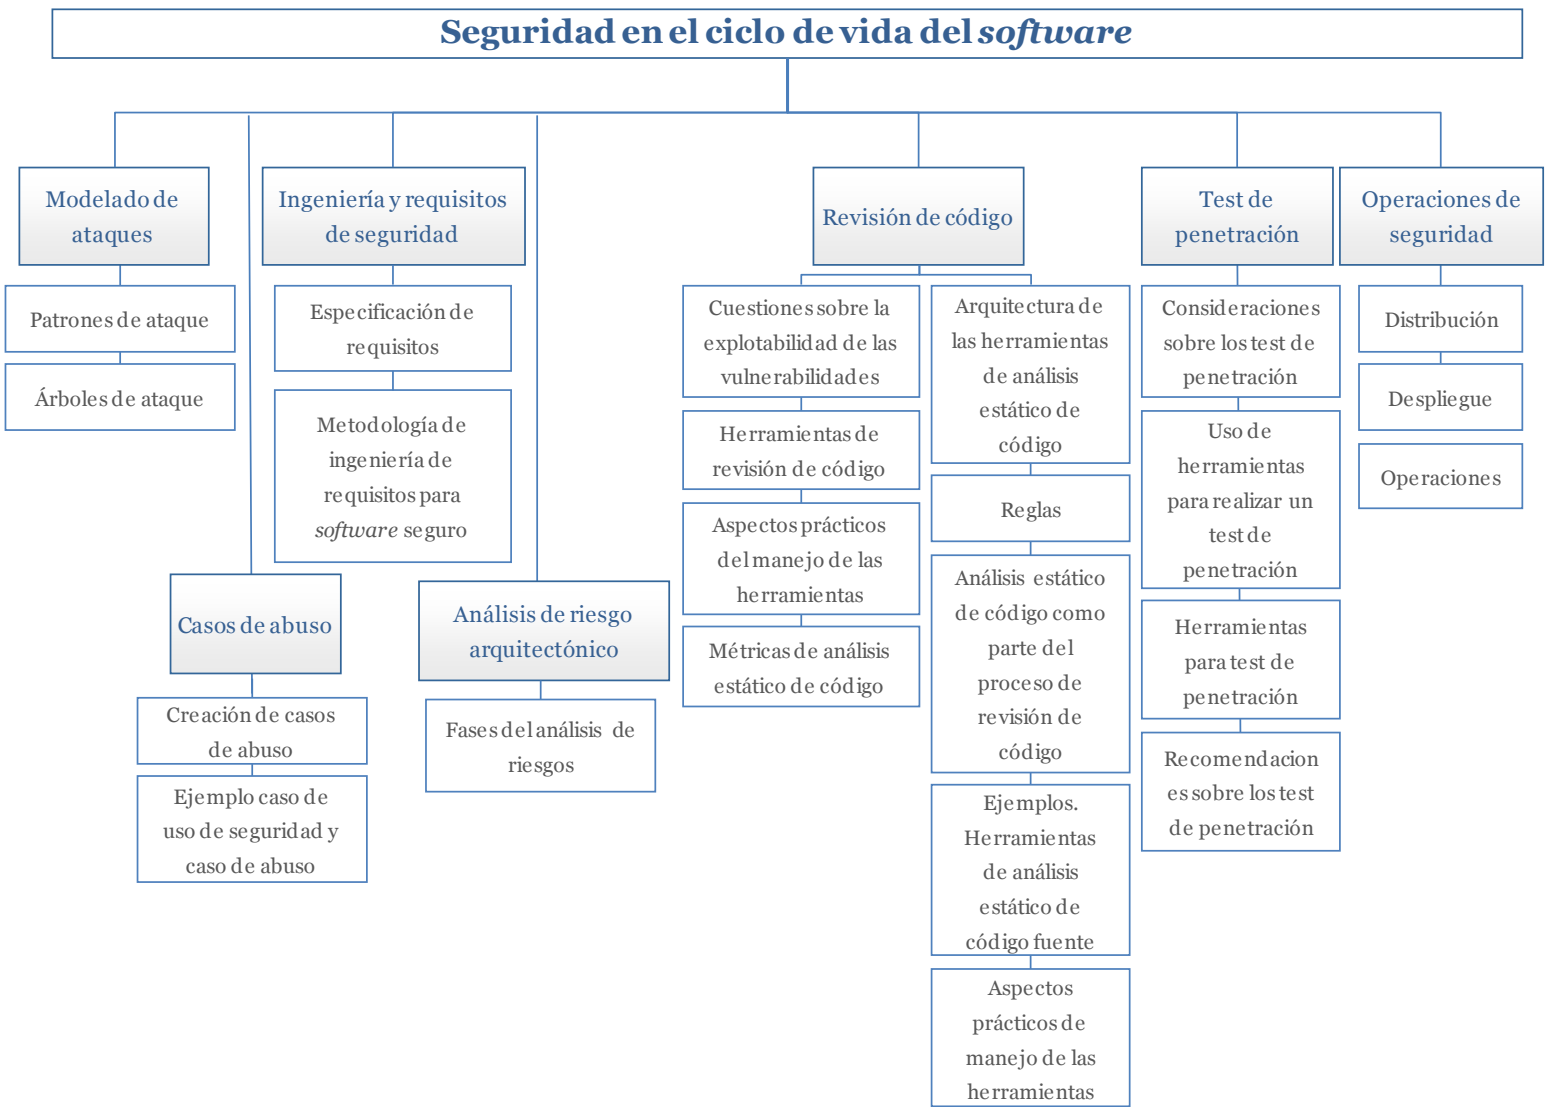 Seguridad en el ciclo de vida del software
Modelado de
ataques
Patrones de ataque
Árboles de ataque
Casos de abuso
Creación de casos
de abuso
Ejemplo caso de
uso de seguridad y
caso de abuso
Ingeniería y requisitos
de seguridad
Especificación de
requisitos
Metodología de
ingeniería de
requisitos para
software seguro
Análisis de riesgo
arquitectónico
Fases del análisis de
riesgos
Revisión de código
Cuestiones sobre la
explotabilidad de las
vulnerabilidades
Herramientas de
revisión de código
Aspectos prácticos
del manejo de las
herramientas
Métricas de análisis
estático de código
Arquitectura de
las herramientas
de análisis
estático de
código
Reglas
Análisis estático
de código como
parte del
proceso de
revisión de
código
Ejemplos.
Herramientas
de análisis
estático de
código fuente
Aspectos
prácticos de
manejo de las
herramientas
Test de
penetración
Consideraciones
sobre los test de
penetración
Uso de
herramientas
para realizar un
test de
penetración
Herramientas
para test de
penetración
Recomendacion
es sobre los test
de penetración
Operaciones de
seguridad
Distribución
Despliegue
Operaciones